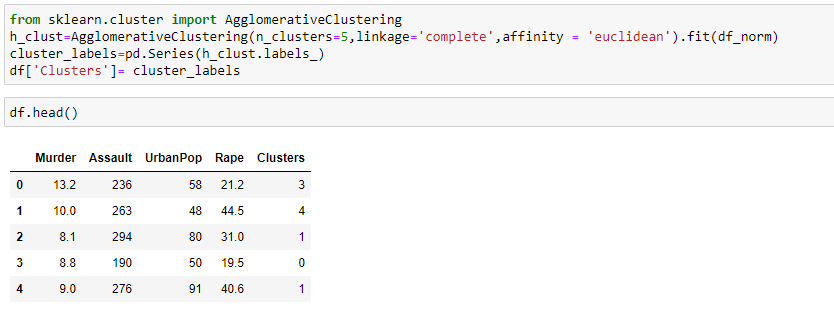 from sklearn.cluster import AgglomerativeClustering
h_clust=AgglomerativeClustering(n_clusters=5,linkage='complete',affinity = 'euclidean').fit(df_norm)
cluster_labels=pd.Series(h_clust.labels_)
df['Clusters']= cluster_labels
df.head()
Murder Assault UrbanPop Rape Clusters
0 13.2 236 58 21.2 3
1 10.0 263 48 44.5 4
2 8.1 294 80 31.0 1
3 8.8 190 50 19.5 0
4 9.0 276 91 40.6 1